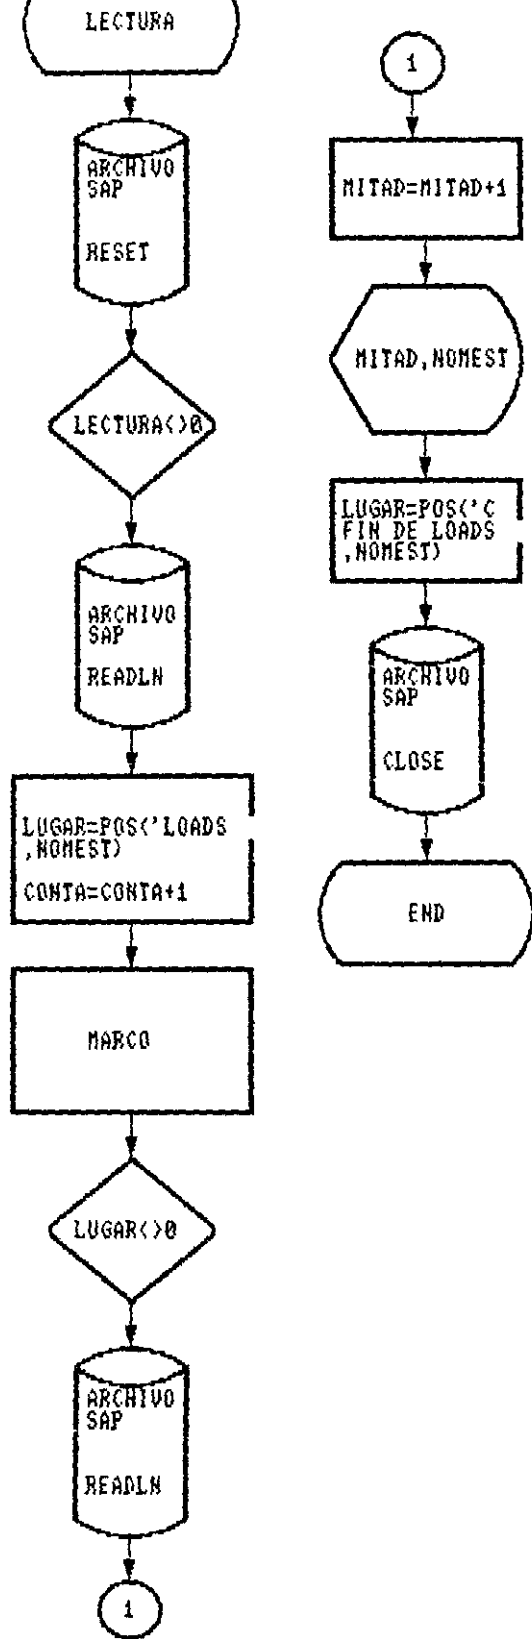 LECTURA
ARCHIVO
SAP
RESET
LECTURA<>0
ARCHIVO
SAP
READLN
LUGAR=POS('LOADS
,NOMEST)
CONTA=CONTA+1
MARCO
LUGAR<>0
ARCHIVO
SAP
READLN
1
1
MITAD=MITAD+1
MITAD,NOMEST
LUGAR=POS('C
FIN DE LOADS
,NOMEST)
ARCHIVO
SAP
CLOSE
END